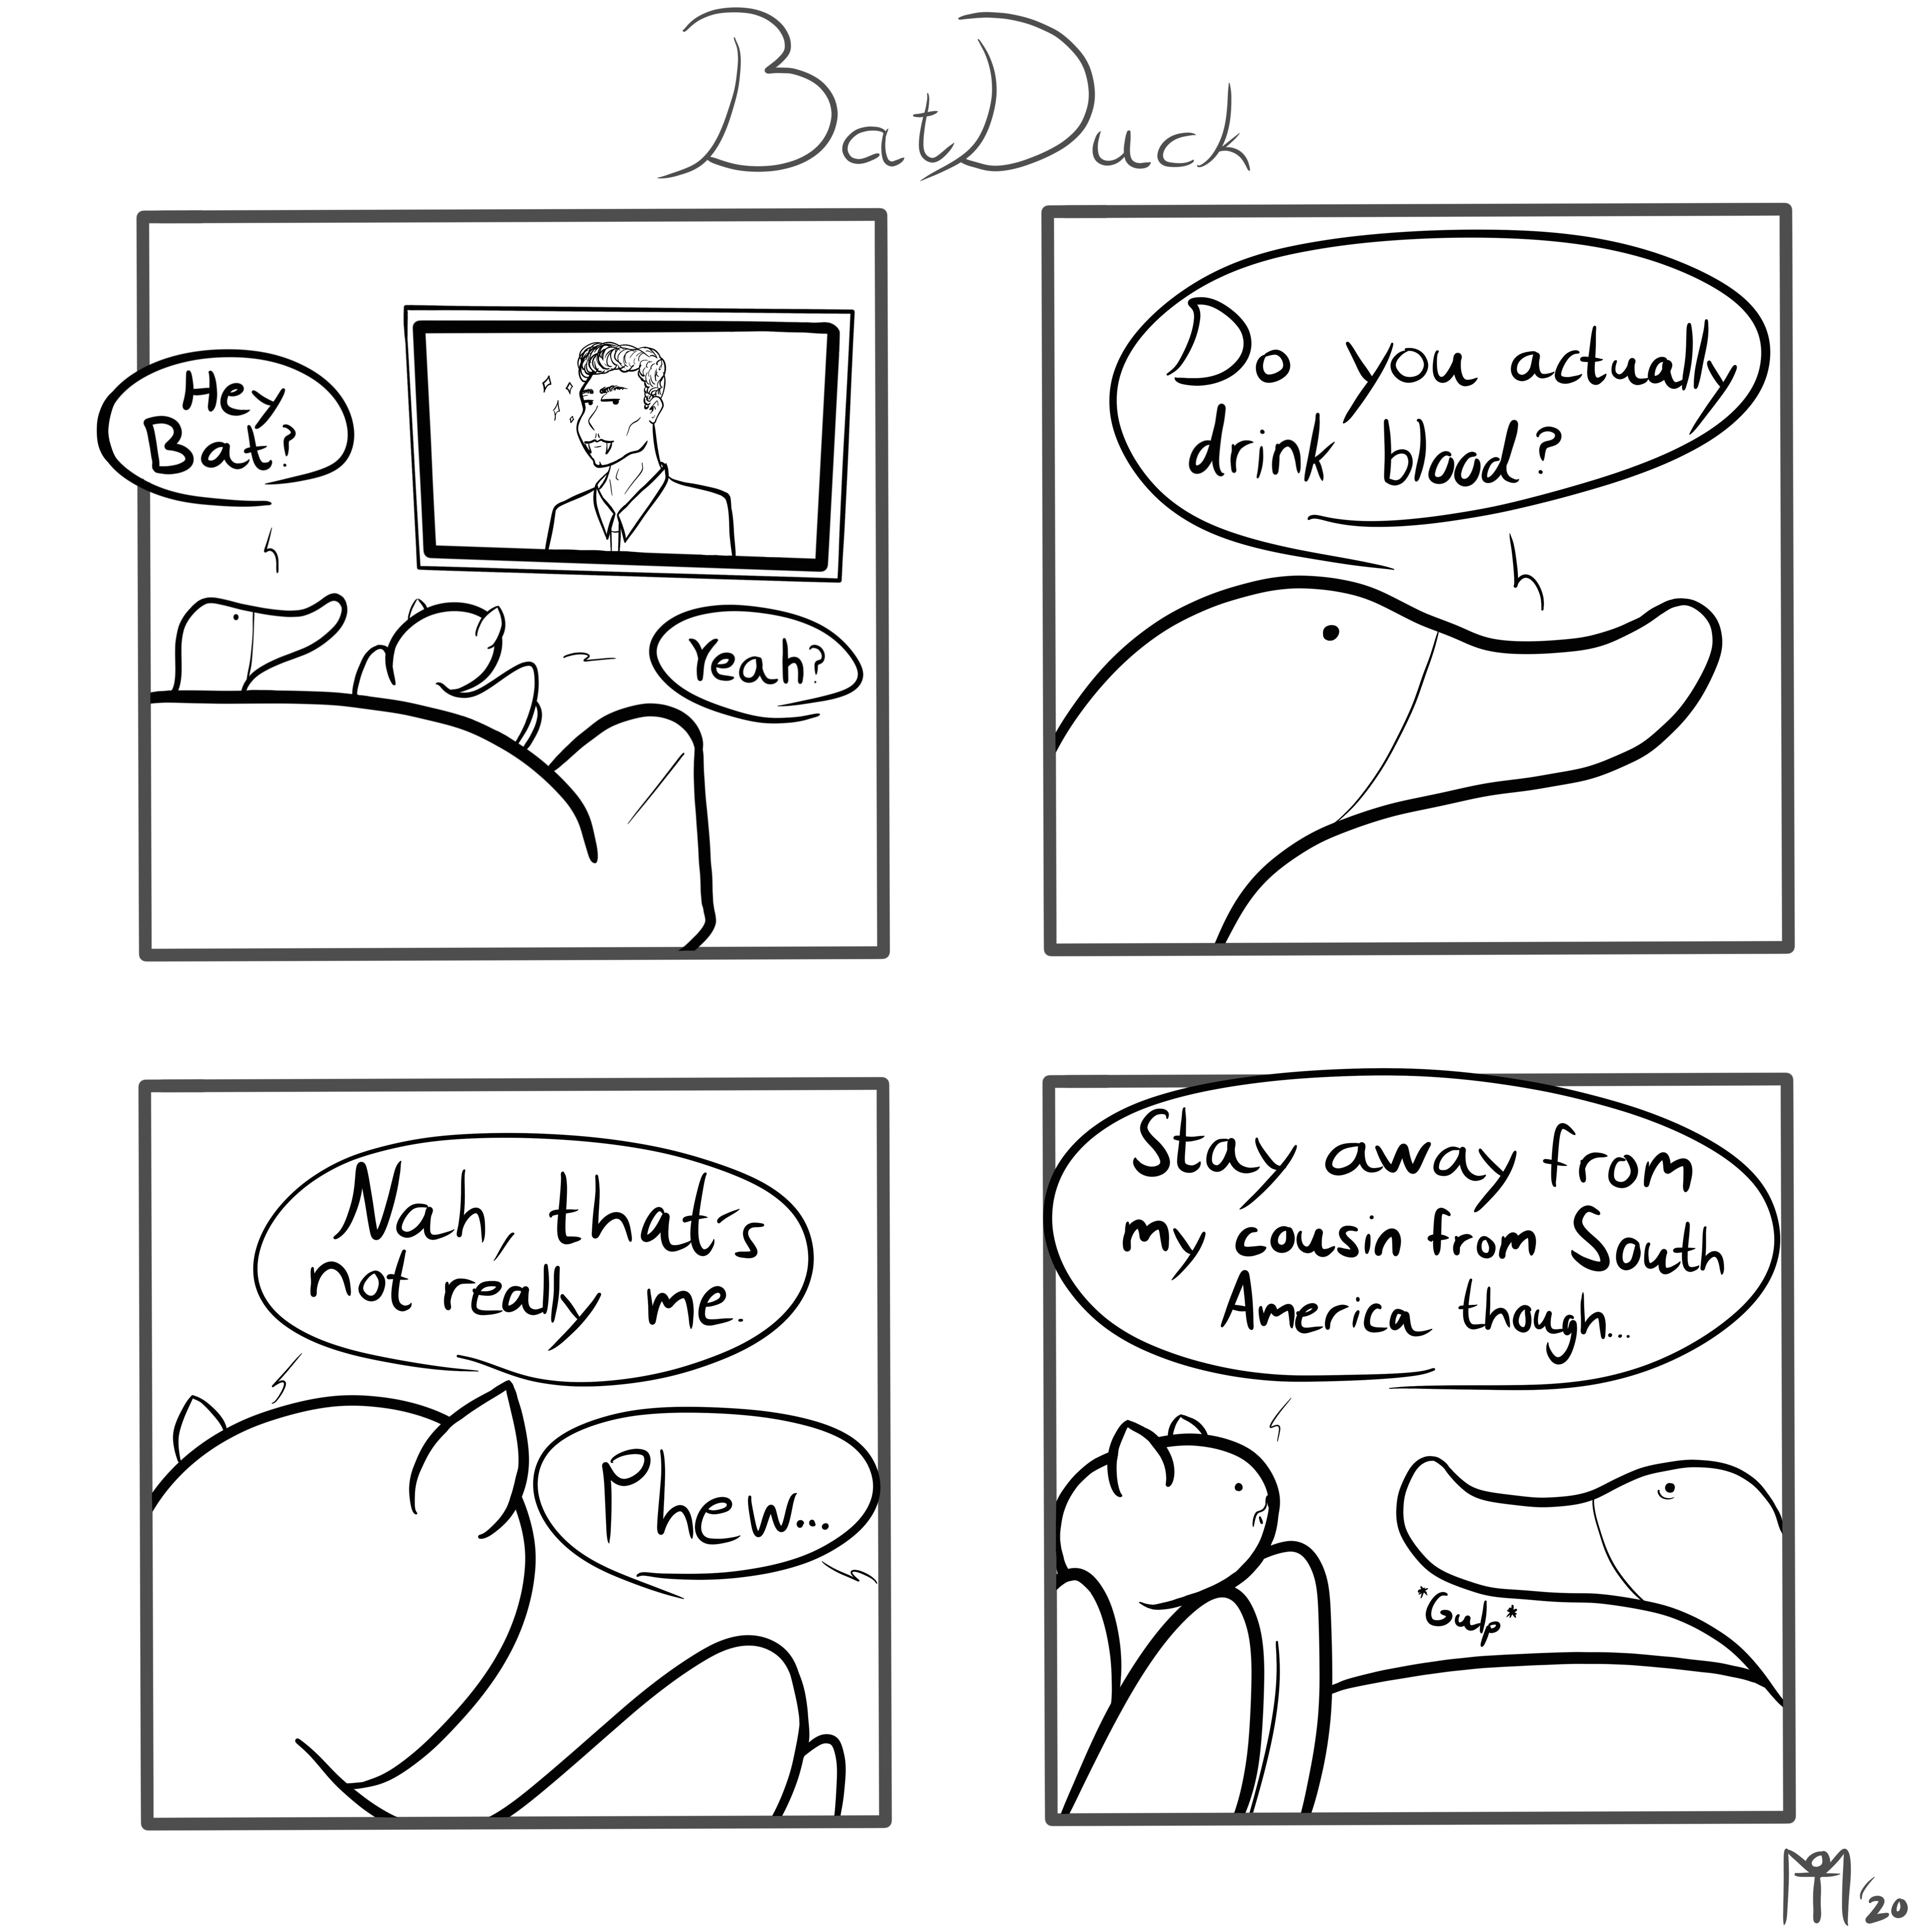 BatDuck
Hey
Bat?
Yeah?
Do you actually
drink blood?
Nah, that's
not really me.
Phew...
Stay away from
my cousin from South
America though...
*Gulp*
'20